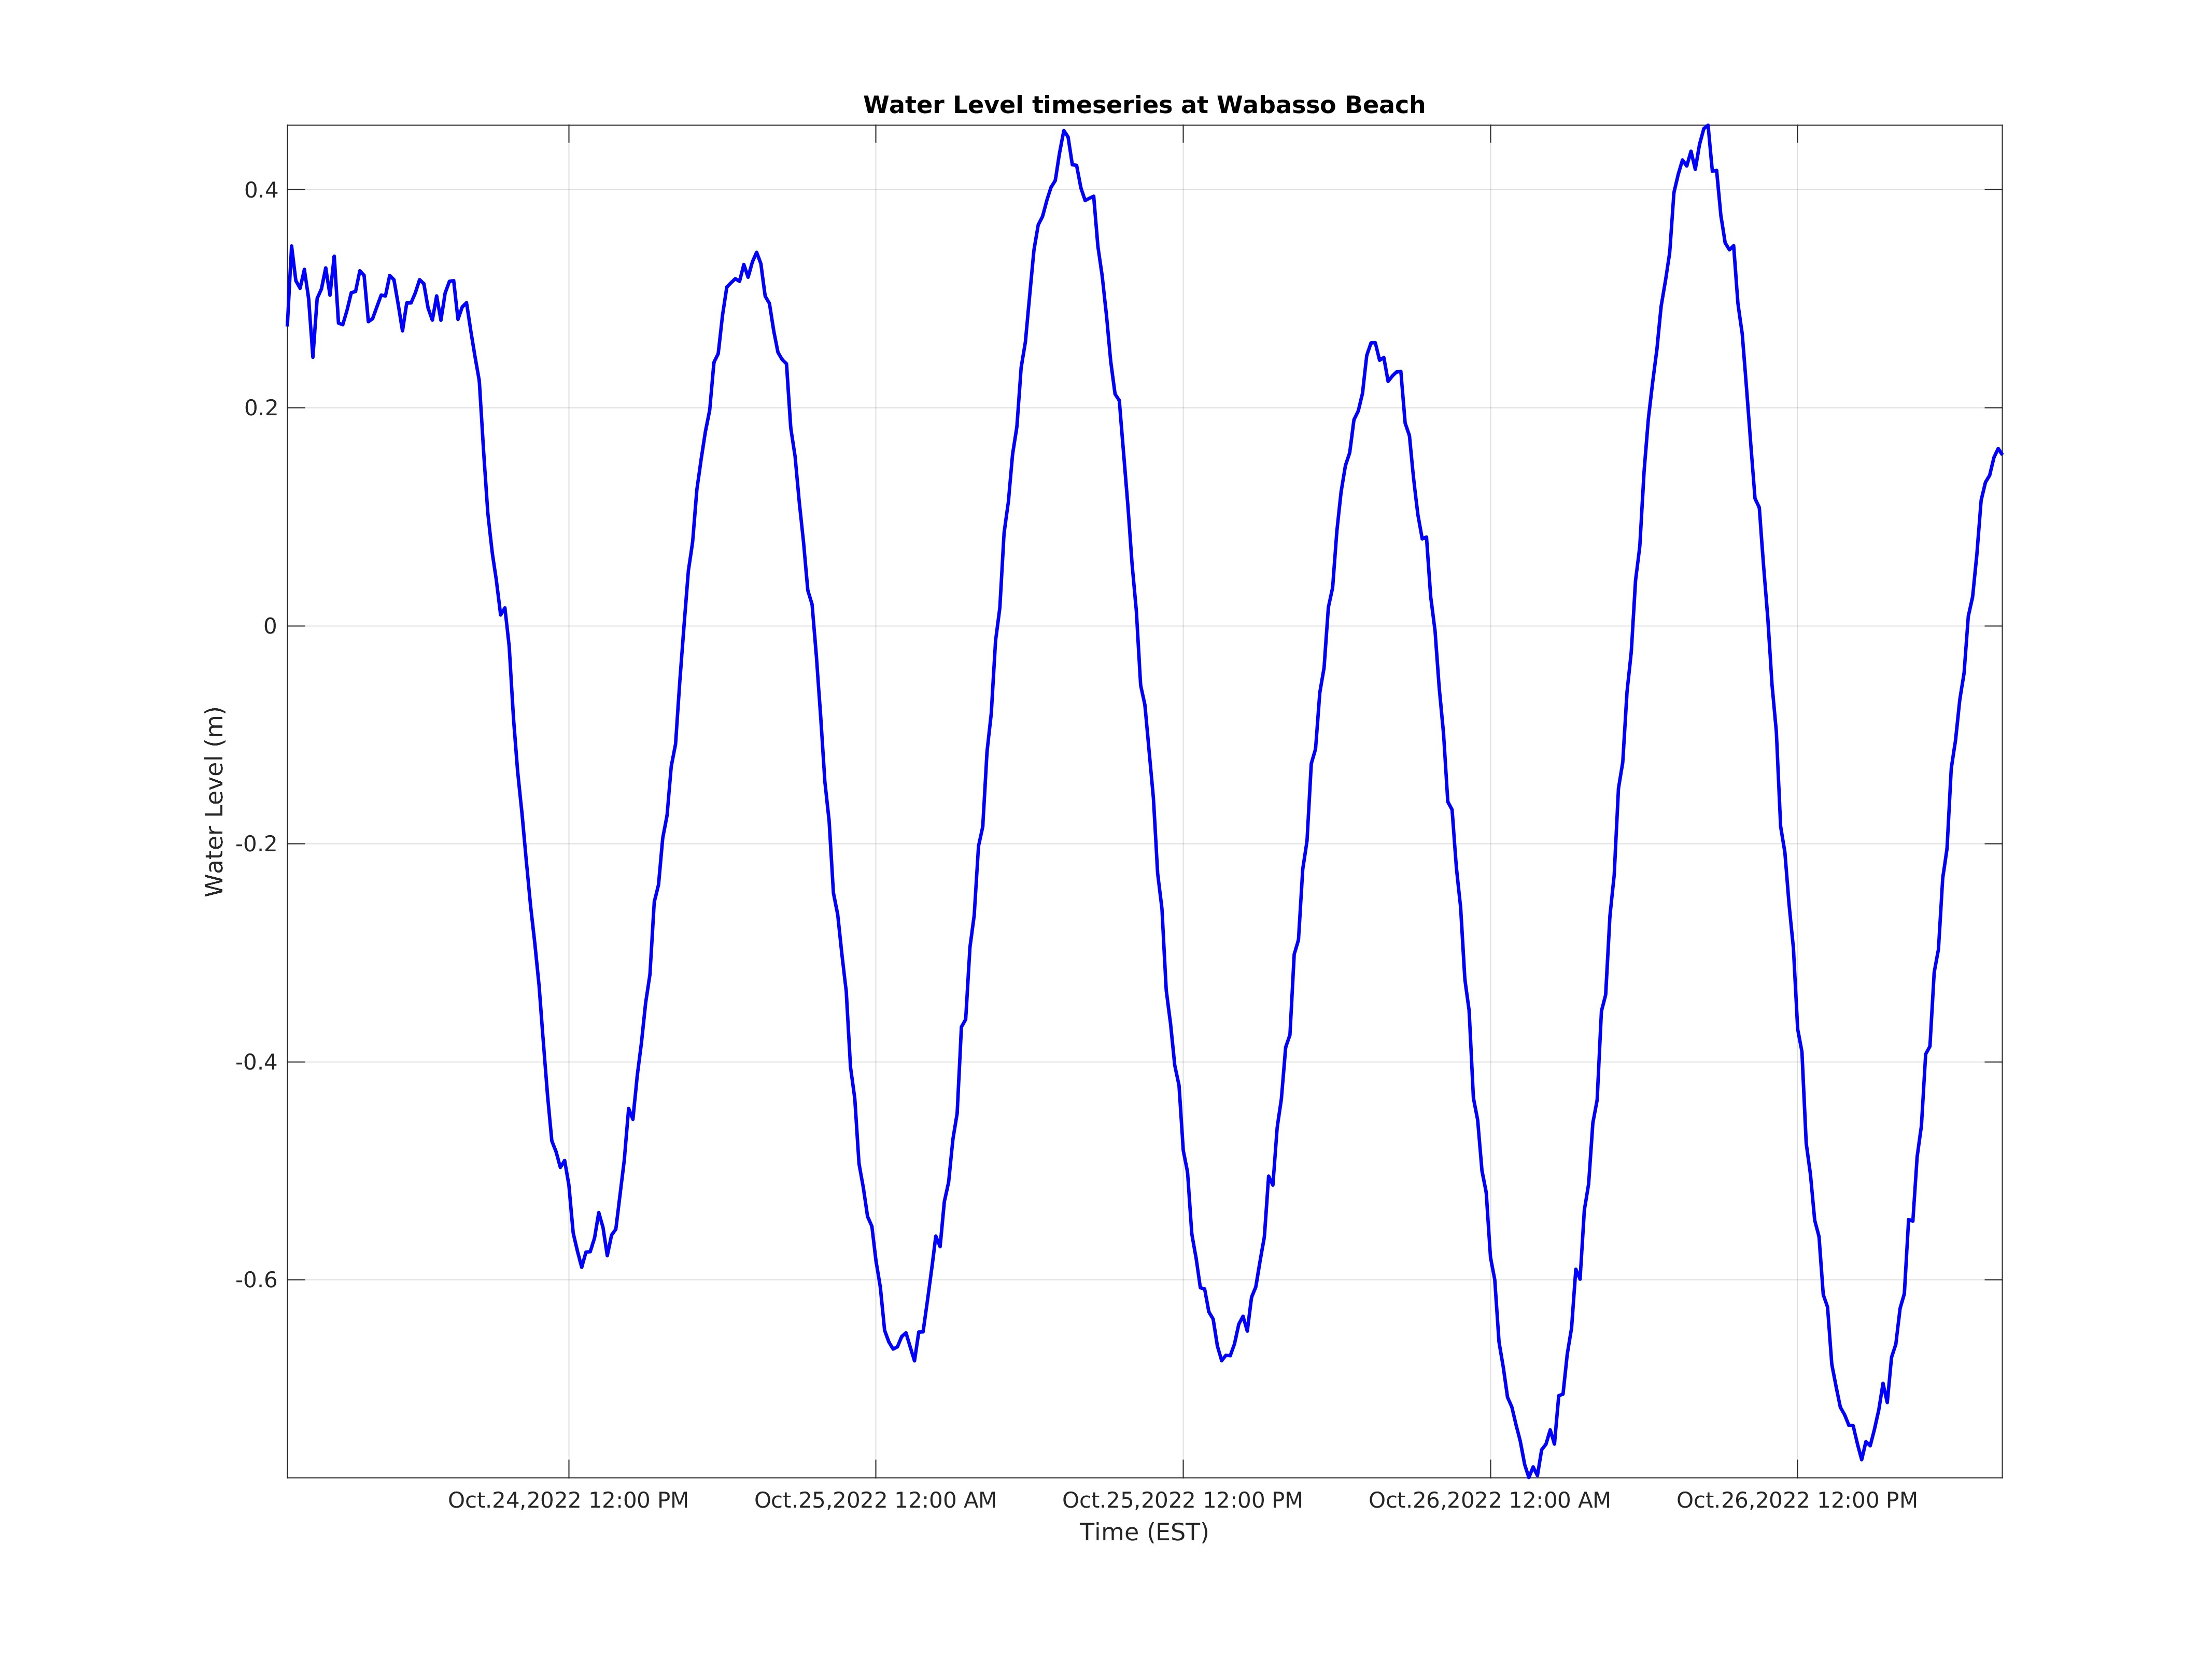 Water Level timeseries at Wabasso Beach
0.4
0.2
0
-0.2
-0.4
-0.6
Water Level (m)
Oct.24,2022 12:00 PM
Oct.25,2022 12:00 AM
Oct.25,2022 12:00 PM
Oct.26,2022 12:00 AM
Oct.26,2022 12:00 PM
Time (EST)